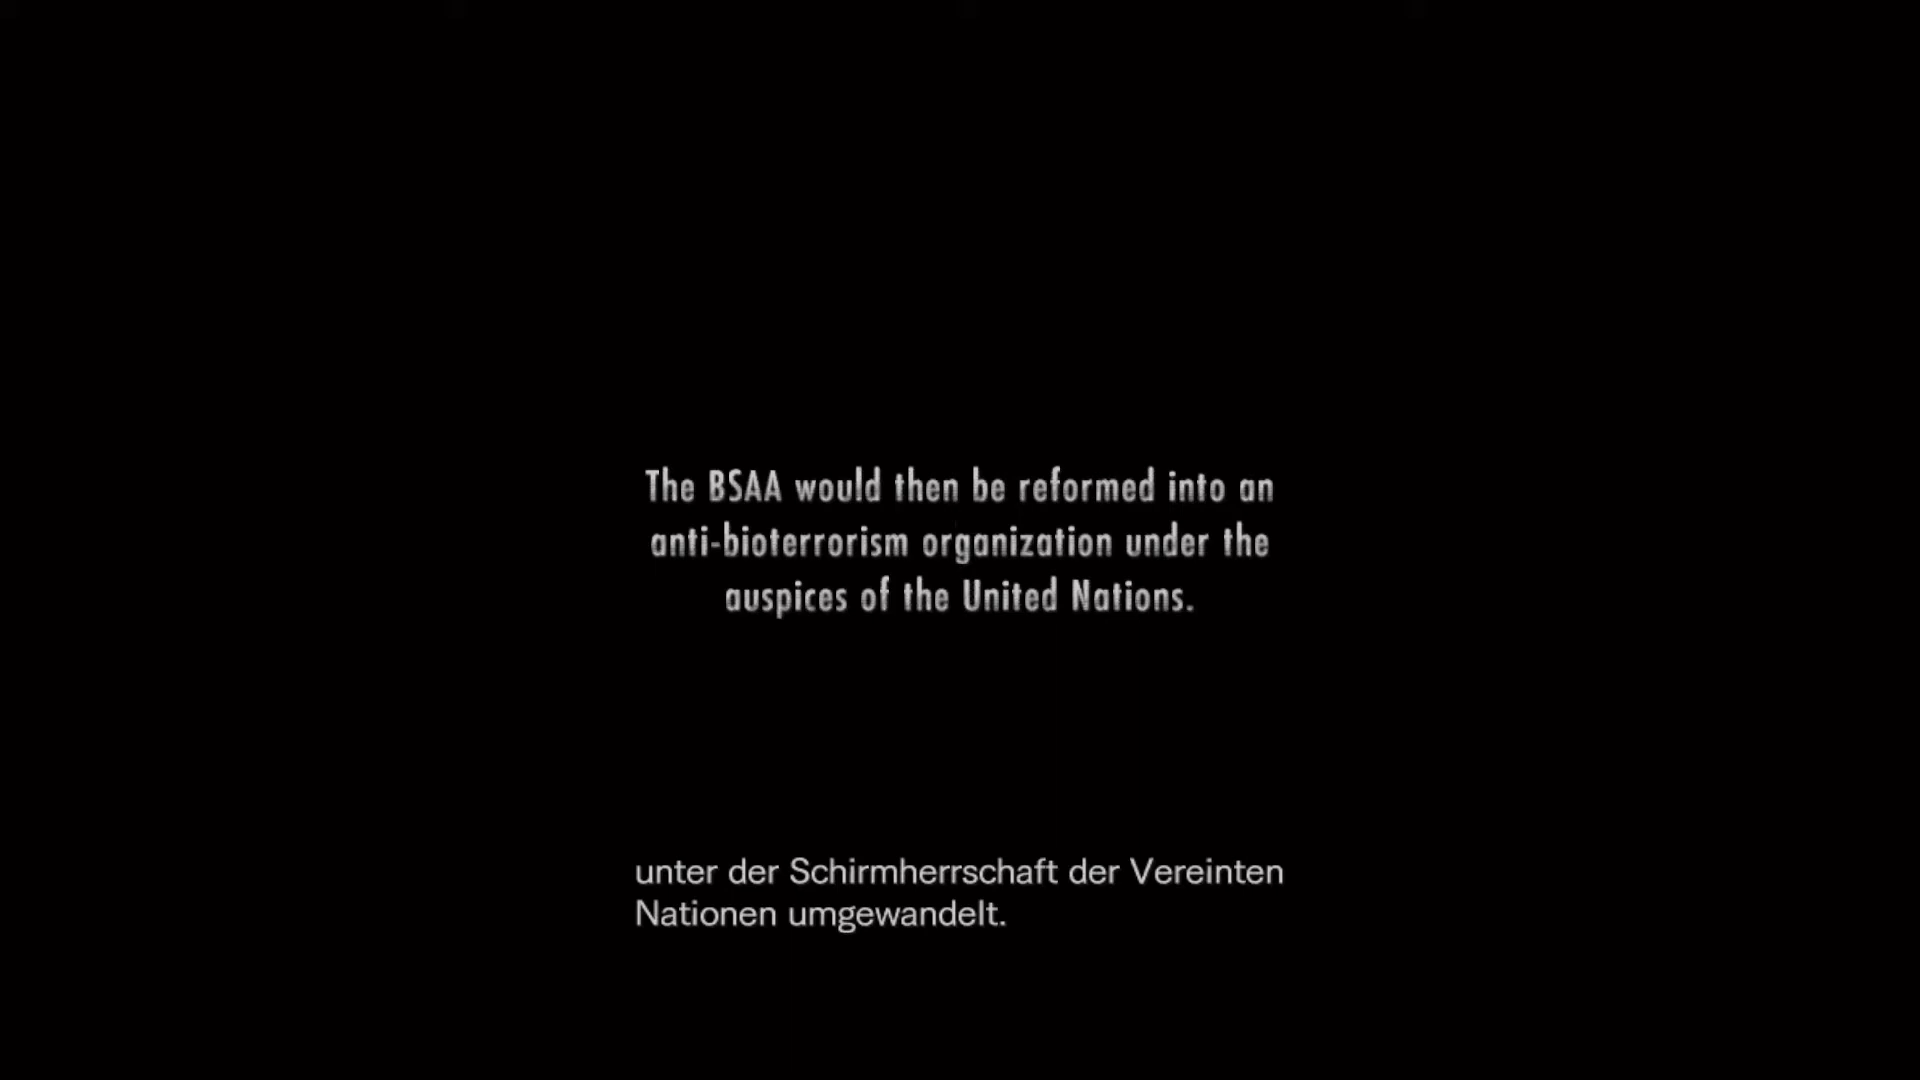 The BSAA would then be reformed into an
anti-bioterrorism organization under the
auspices of the United Nations.
unter der Schirmherrschaft der Vereinten
Nationen umgewandelt.